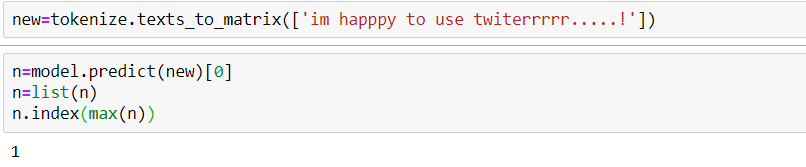 new=tokenize.texts_to_matrix(['im happpy to use twiterrrrr.....!'])
n=model.predict(new)[0]
n=list(n)
n.index(max(n))
1